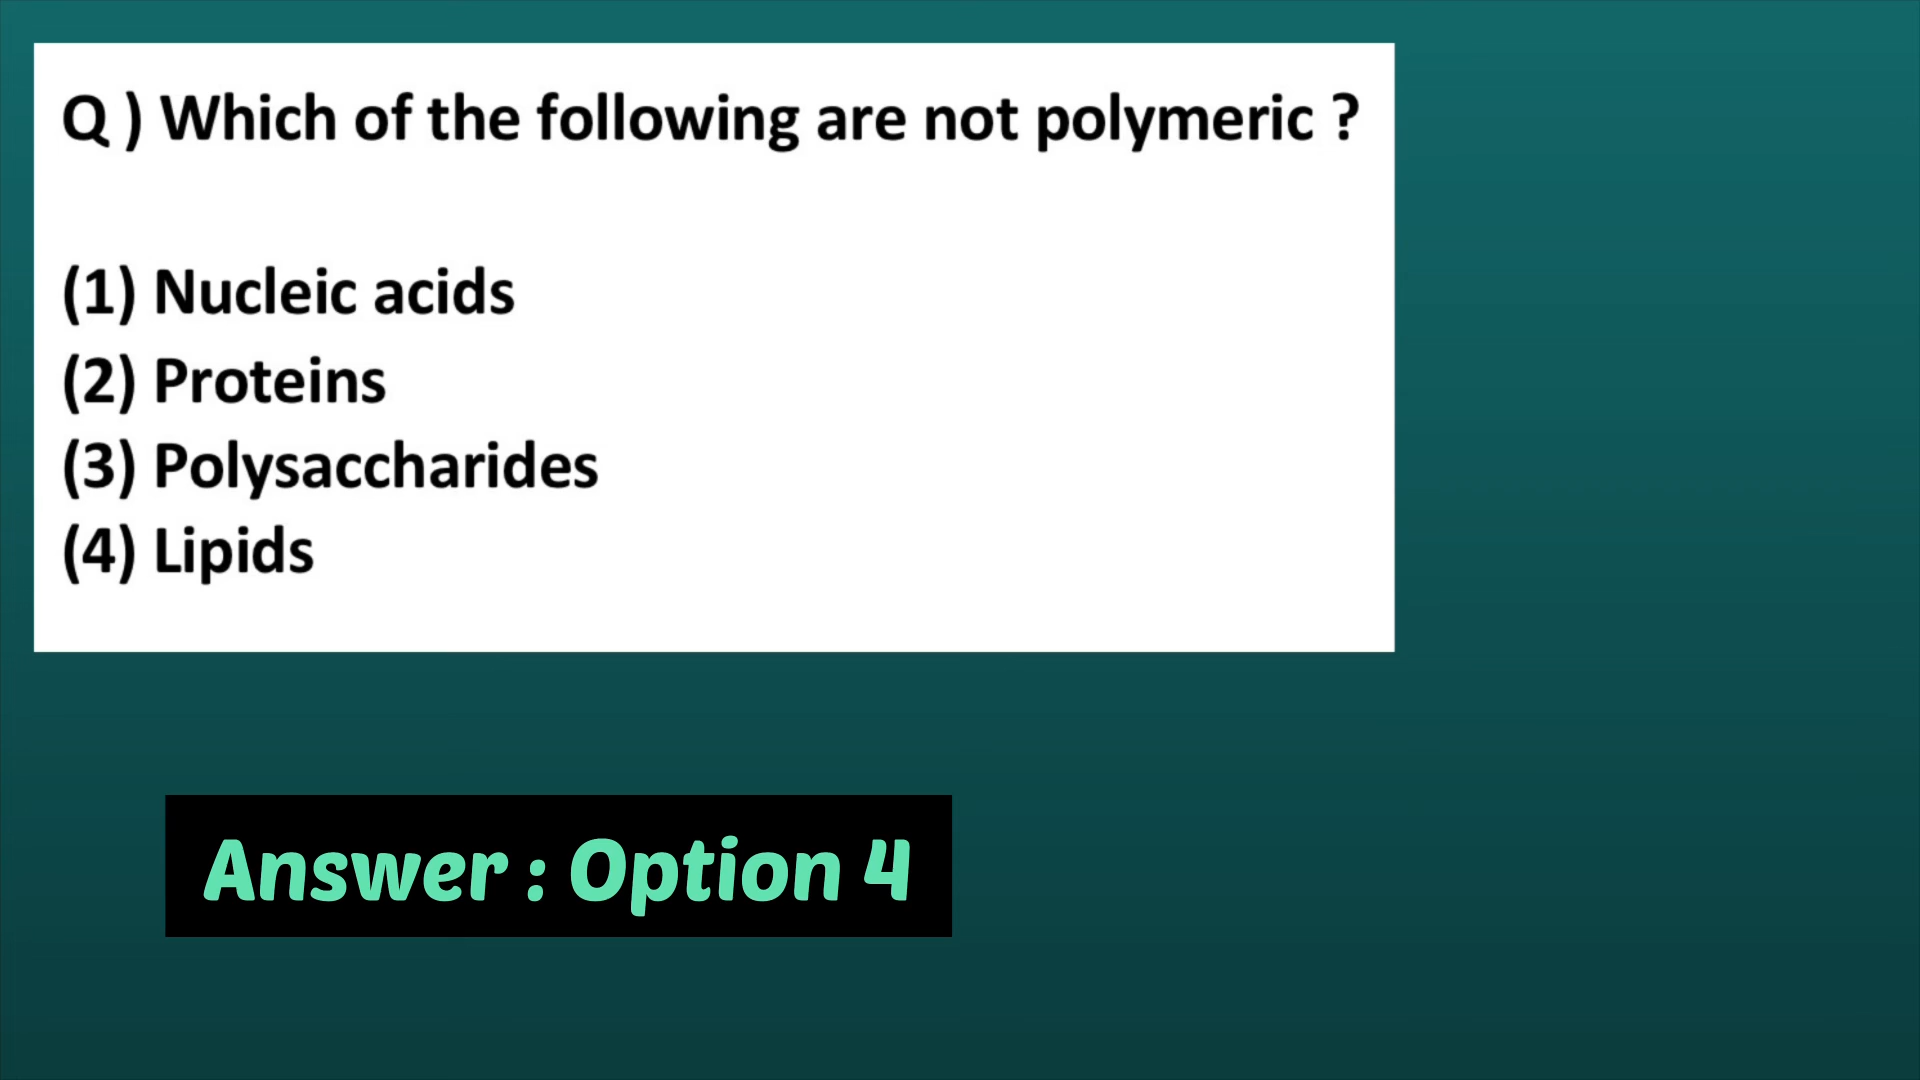 Q ) Which of the following are not polymeric ?
(1) Nucleic acids
(2) Proteins
(3) Polysaccharides
(4) Lipids
Answer : Option 4